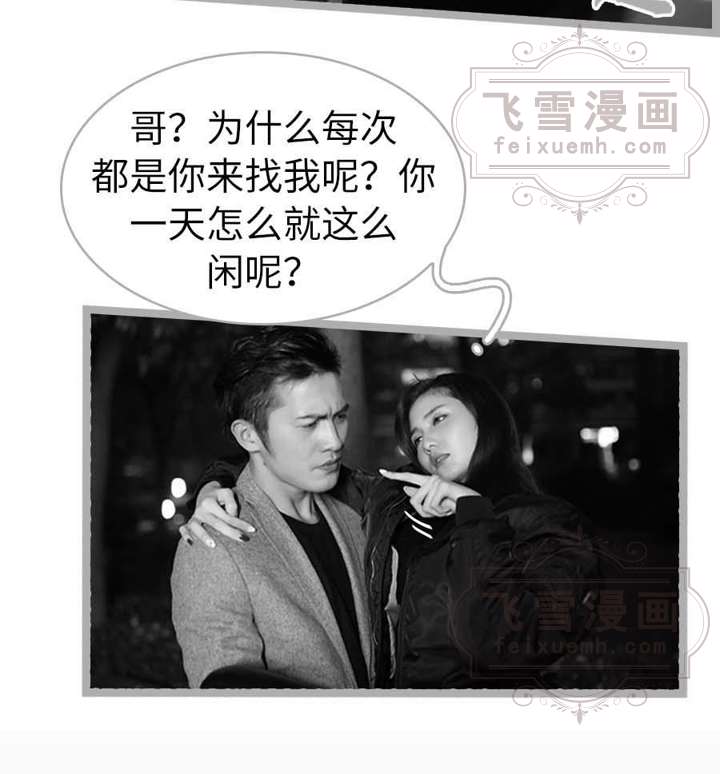 飞雪漫画
feixuemh.com
哥？为什么每次
都是你来找我呢？你
一天怎么就这么
闲呢？
飞雪漫画
feixuemh.com